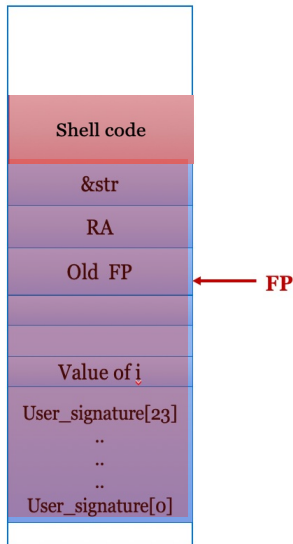 Shell code
&str
RA
Old FP
FP
Value of i
User_signature[23]
..
..
..
User_signature[0]